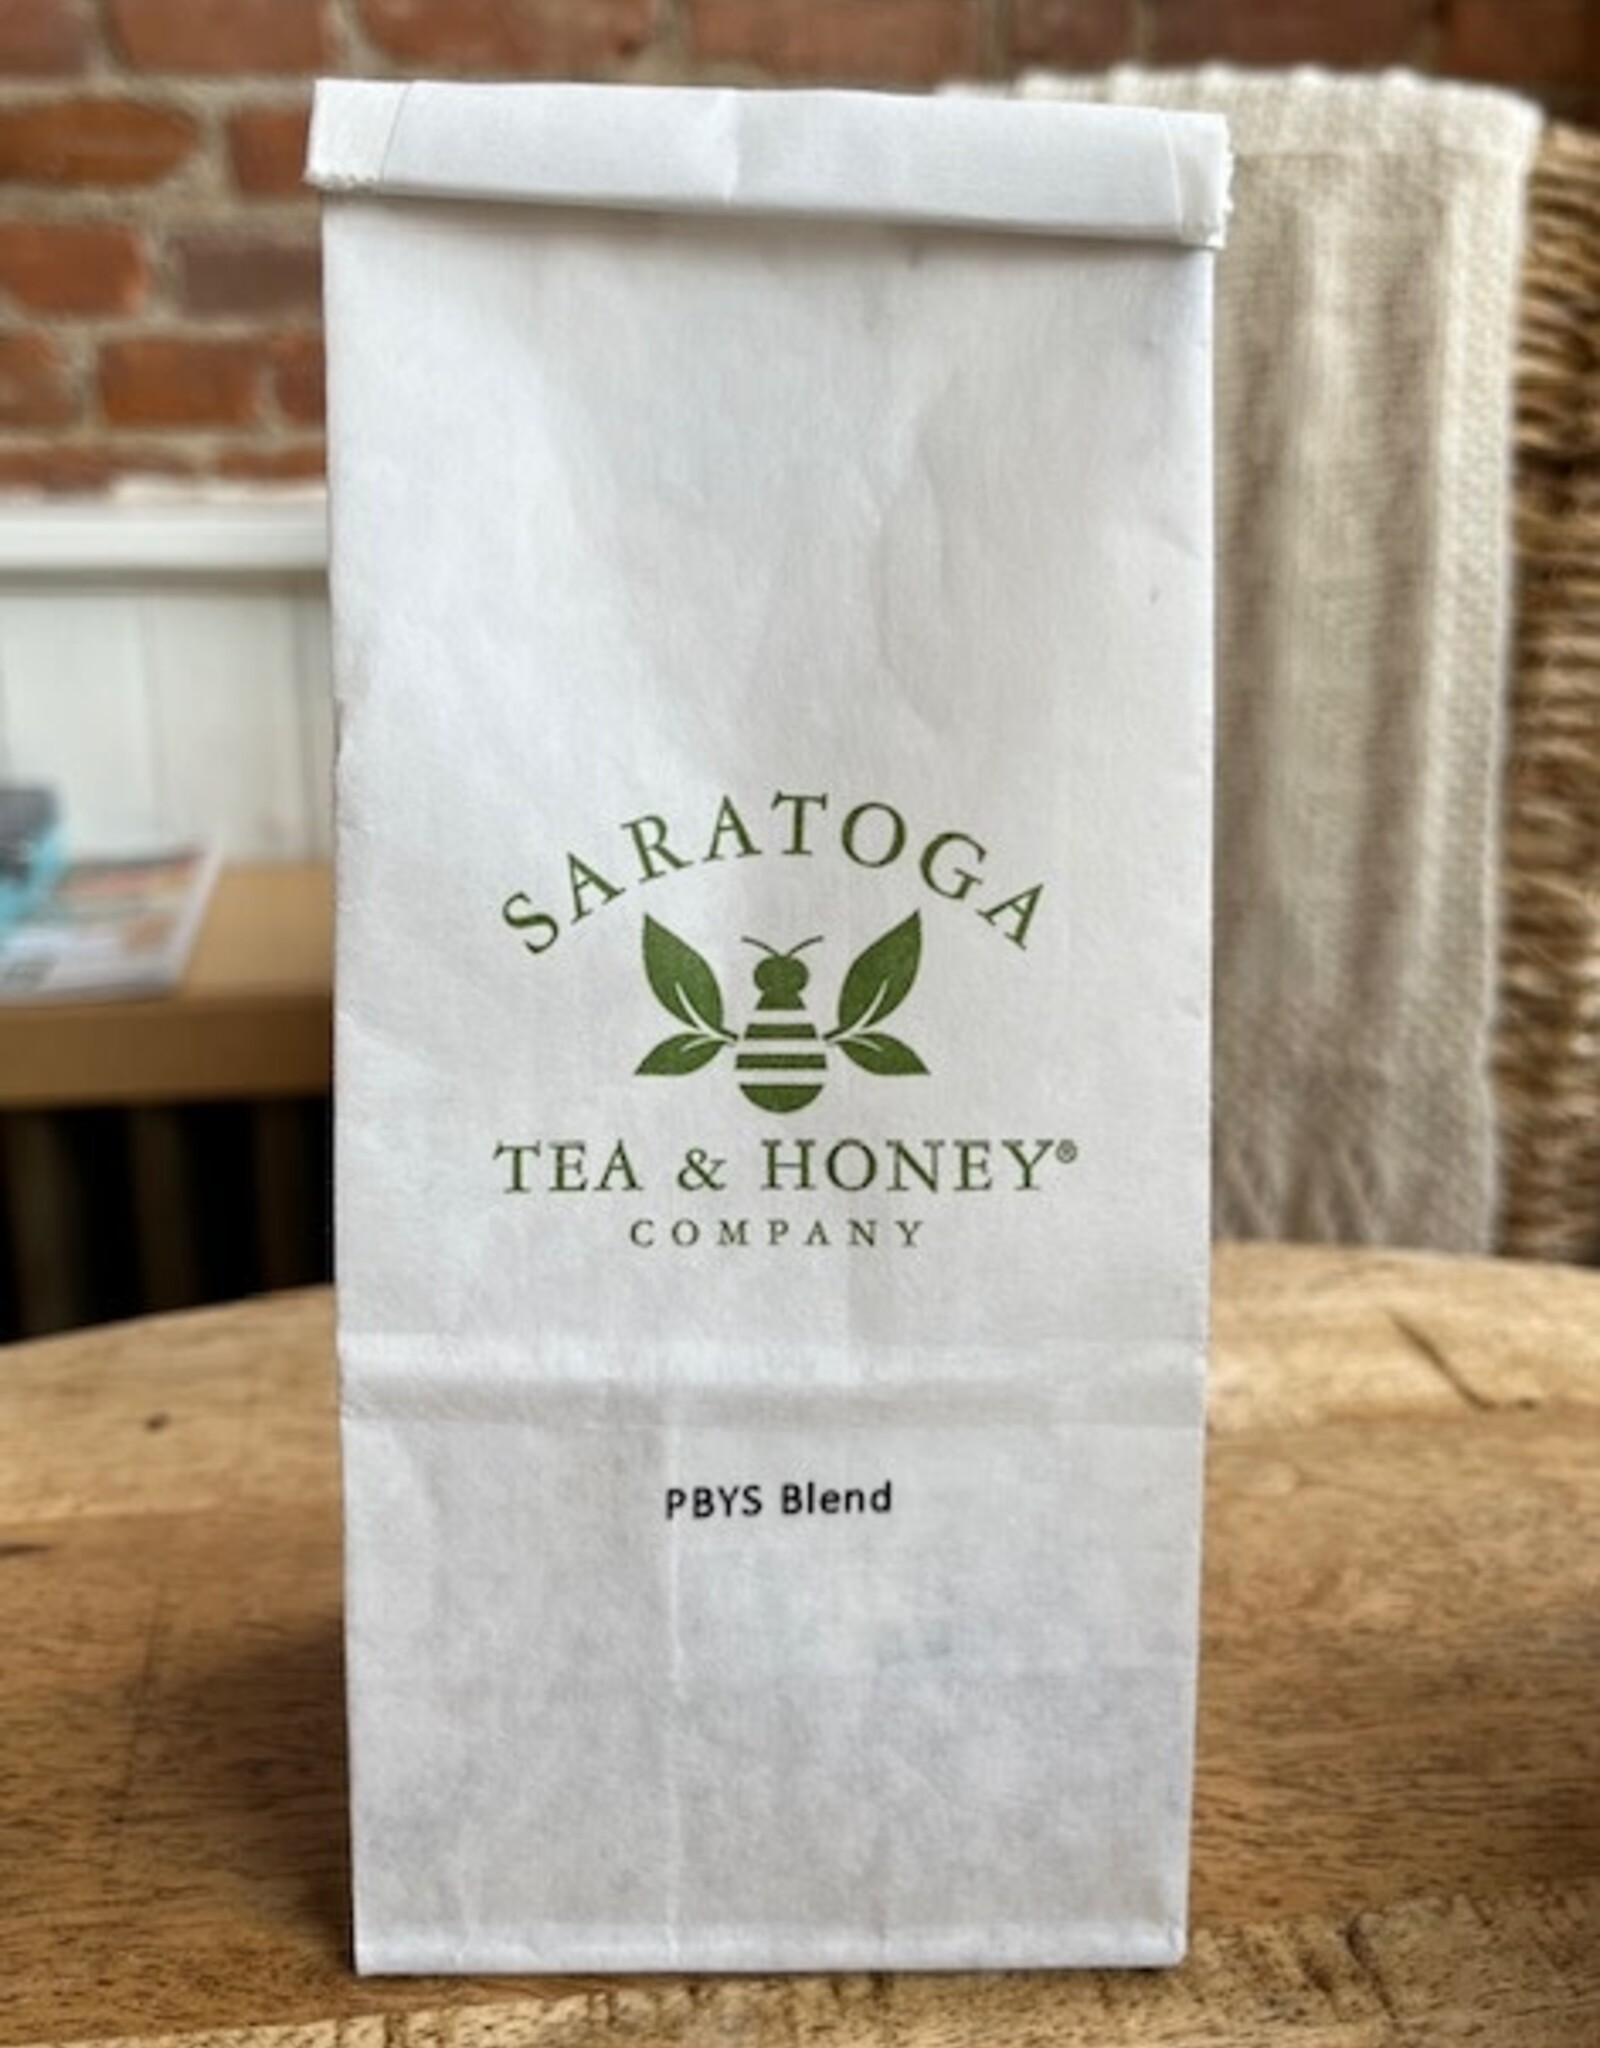 SARATOGA
TEA & HONEY®
COMPANY
PBYS Blend